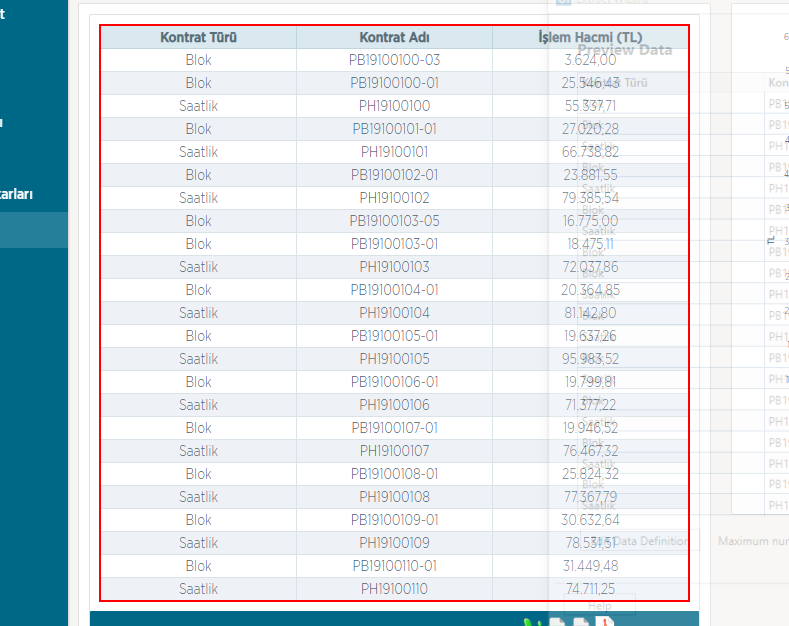 t
arları
Kontrat Türü Kontrat Adı İşlem Hacmi (TL)
Blok PB19100100-03 3.624,00
Blok PB19100100-01 25.546,43
Saatlik PH19100100 55.337,71
Blok PB19100101-01 27.020,28
Saatlik PH19100101 66.738,82
Blok PB19100102-01 23.881,55
Saatlik PH19100102 79.385,54
Blok PB19100103-05 16.775,00
Blok PB19100103-01 18.475,11
Saatlik PH19100103 72.037,86
Blok PB19100104-01 20.364,85
Saatlik PH19100104 81.142,80
Blok PB19100105-01 19.637,26
Saatlik PH19100105 95.983,52
Blok PB19100106-01 19.799,81
Saatlik PH19100106 71.377,22
Blok PB19100107-01 19.946,52
Saatlik PH19100107 76.467,32
Blok PB19100108-01 25.824,32
Saatlik PH19100108 77.367,79
Blok PB19100109-01 30.632,64
Saatlik PH19100109 78.531,51
Blok PB19100110-01 31.449,48
Saatlik PH19100110 74.711,25
Extract Wizard
Preview Data
Data Definition
Maximum nu
Help
TL